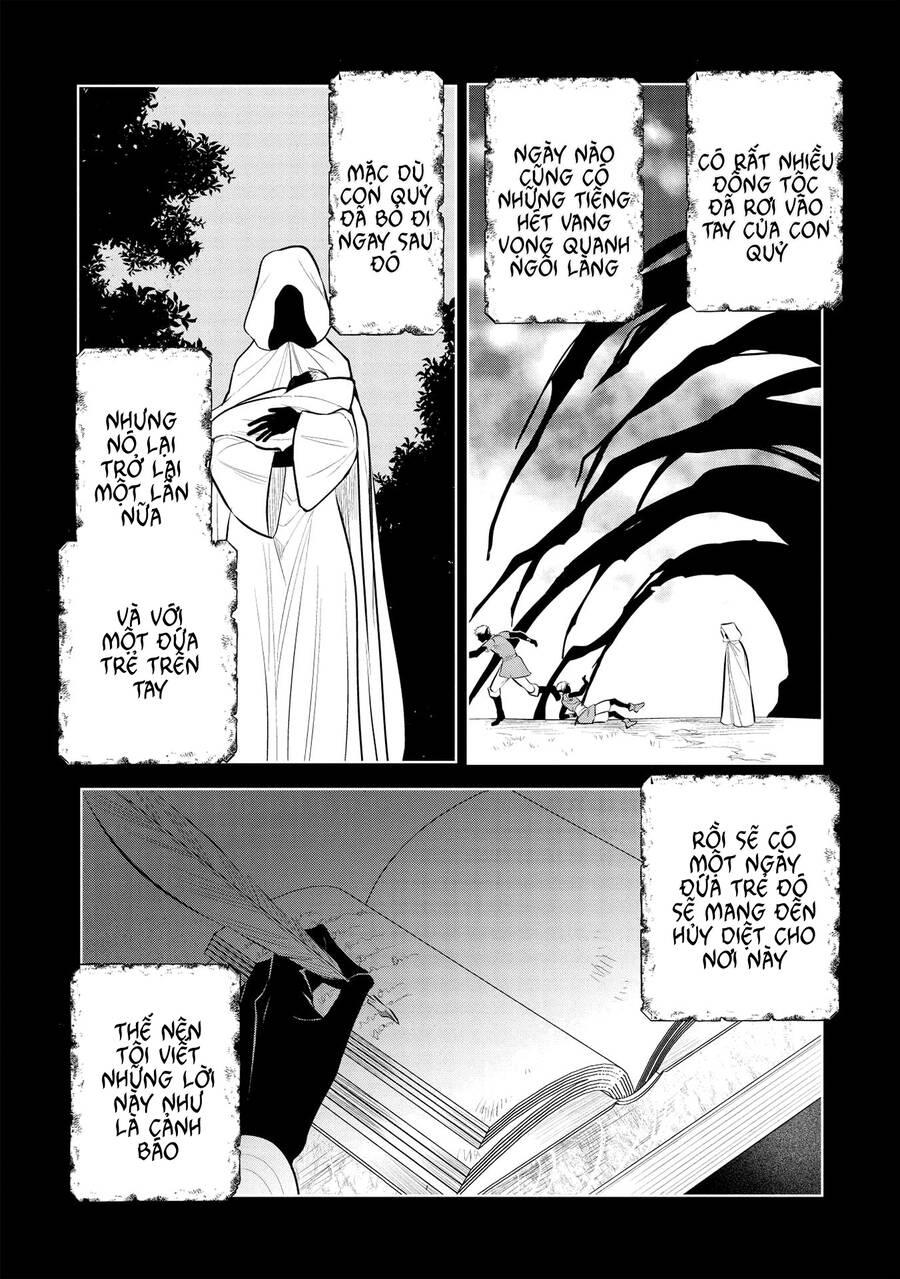 CÓ RẤT NHIỀU
ĐỒNG TỘC
ĐÃ RƠI VÀO
TAY CỦA CON
QUỶ
NGÀY NÀO
CŨNG CÓ
NHỮNG TIẾNG
HÉT VANG
VỌNG QUANH
NGÔI LÀNG
MẶC DÙ
CON QUỶ
ĐÃ BỎ ĐI
NGAY SAU
ĐÓ
NHƯNG
NÓ LẠI
TRỞ LẠI
MỘT LẦN
NỮA
VÀ VỚI
MỘT ĐỨA
TRẺ TRÊN
TAY
RỒI SẼ CÓ
MỘT NGÀY
ĐỨA TRẺ ĐÓ
SẼ MANG ĐẾN
HỦY DIỆT CHO
NƠI NÀY
THẾ NÊN
TÔI VIẾT
NHỮNG LỜI
NÀY NHƯ
LÀ CẢNH
BÁO